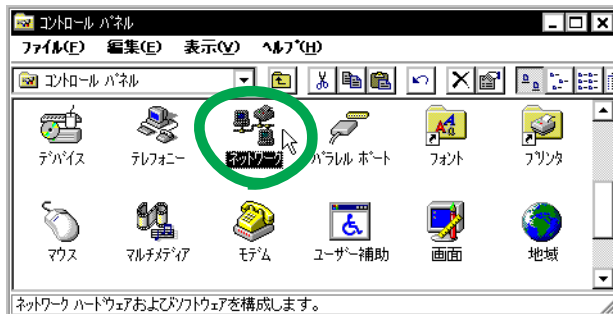 コントロール パネル
ファイル(F) 編集(E) 表示(V) ヘルプ(H)
コントロール パネル
デバイス テレフォニー ネットワーク パラレル ポート フォント プリンタ
マウス マルチメディア モデム ユーザー補助 画面 地域
ネットワーク ハードウェアおよびソフトウェアを構成します。